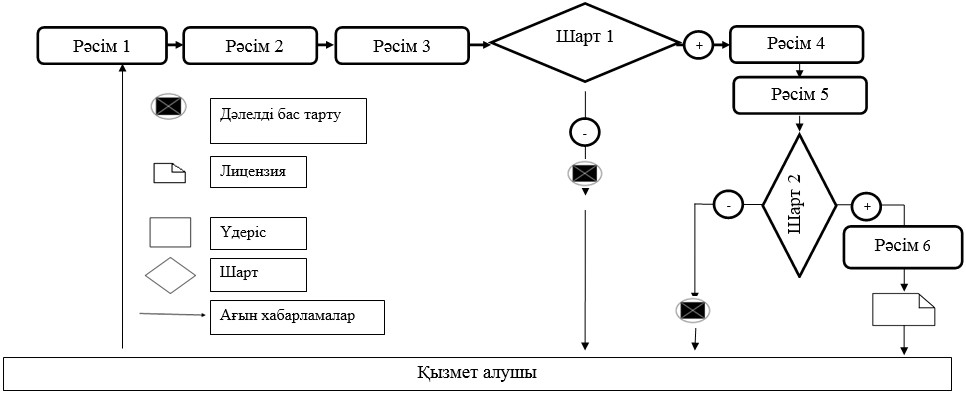 Рәсім 1
Рәсім 2
Рәсім 3
Шарт 1
+
Рәсім 4
Рәсім 5
-
Шарт 2
-
+
Рәсім 6
Дәлелді бас тарту
Лицензия
Үдеріс
Шарт
Ағын хабарламалар
Қызмет алушы